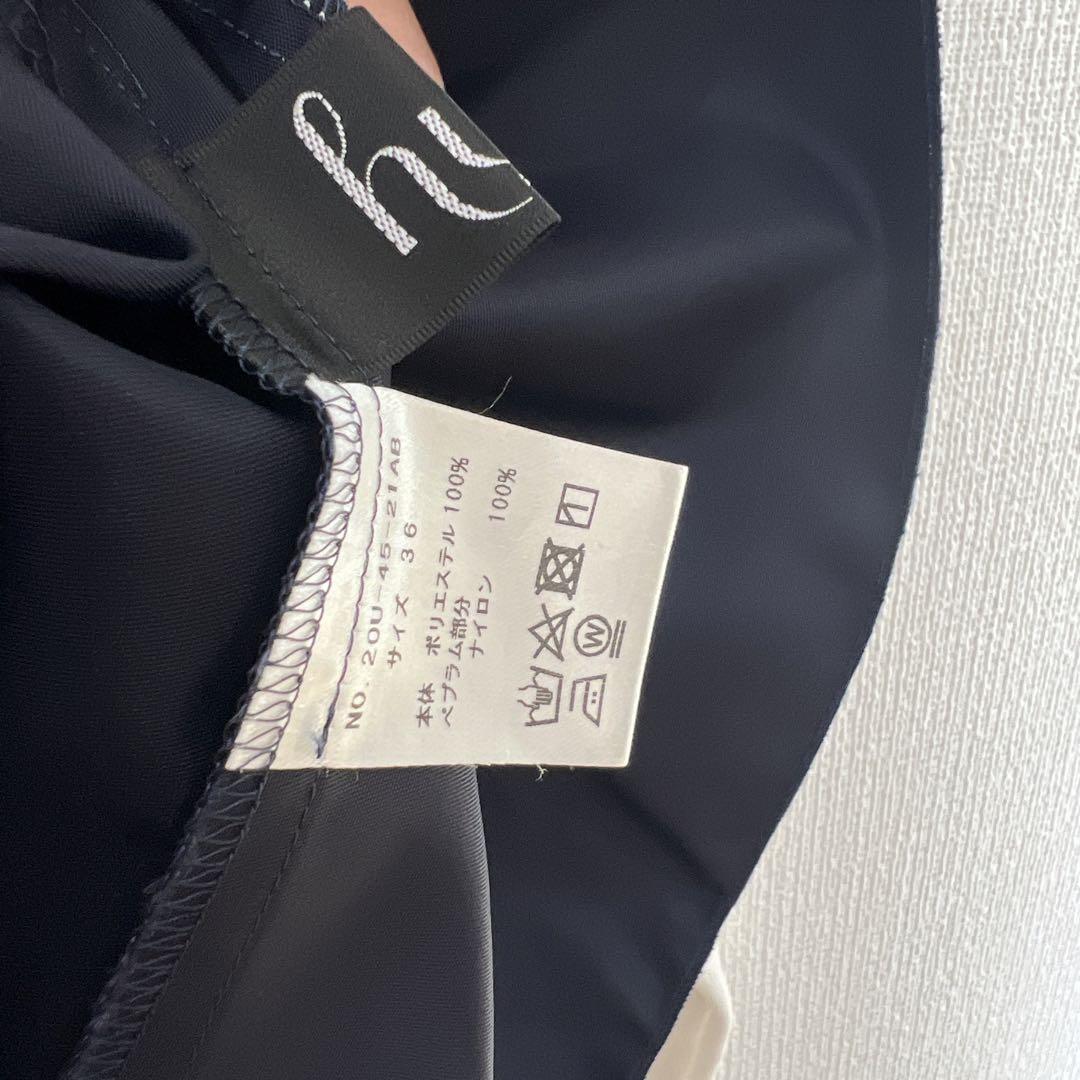 NO. 20U-45-21AB
サイズ 36
本体 ポリエステル 100%
ペプラム部分
ナイロン 100%
W